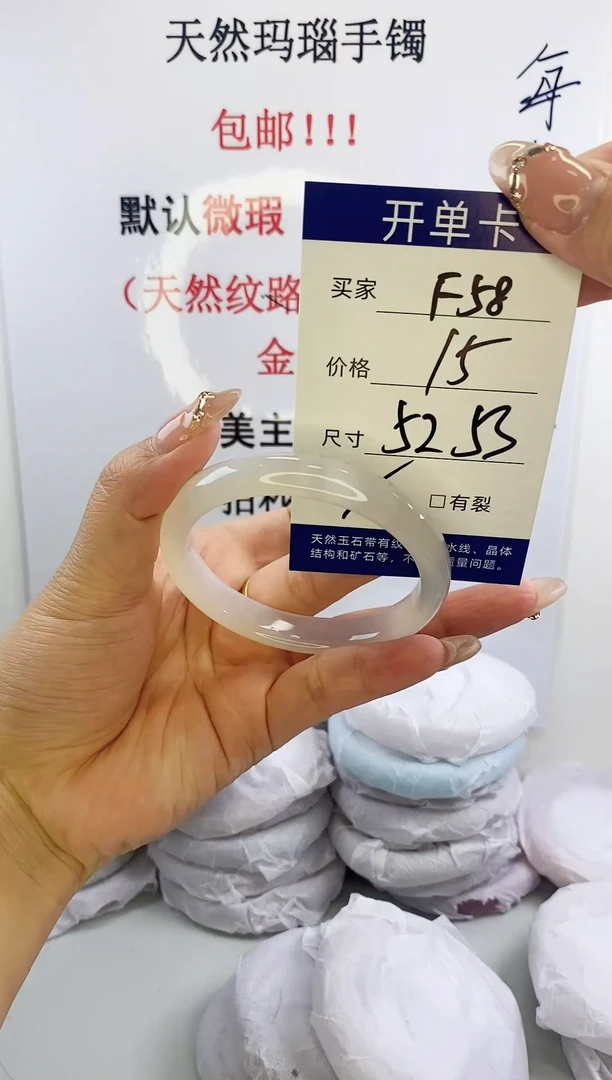 天然玛瑙手镯
年
包邮!!!
默认微瑕
(天然纹路
金
美主
开单卡
买家 F58
价格 15
尺寸 52 53
□有裂
天然玉石带有纹 水线、晶体
结构和矿石等，不 质量问题。